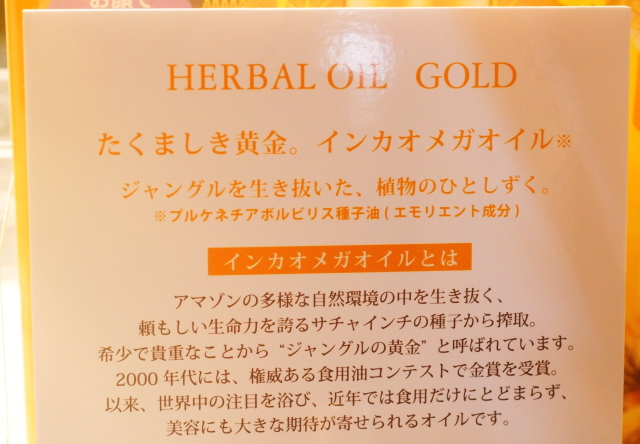 お顔で
HERBAL OIL GOLD
たくましき黄金。インカオメガオイル※
ジャングルを生き抜いた、植物のひとしずく。
※プルケネチアボルビリス種子油(エモリエント成分)
インカオメガオイルとは
アマゾンの多様な自然環境の中を生き抜く、
頼もしい生命力を誇るサチャインチの種子から搾取。
希少で貴重なことから“ジャングルの黄金”と呼ばれています。
2000年代には、権威ある食用油コンテストで金賞を受賞。
以来、世界中の注目を浴び、近年では食用だけにとどまらず、
美容にも大きな期待が寄せられるオイルです。